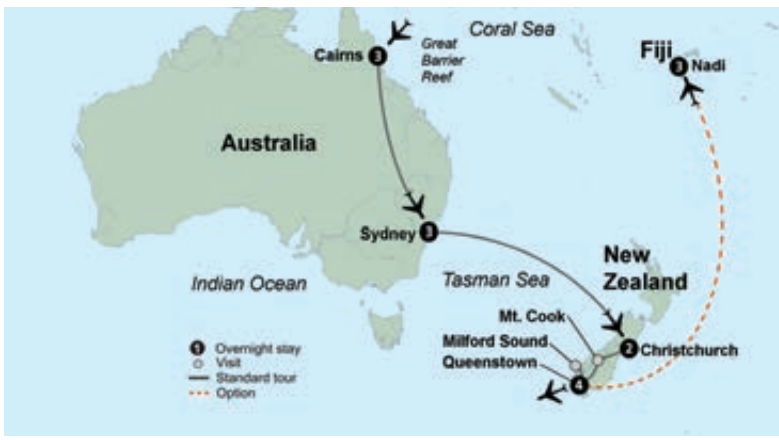 Coral Sea
Cairns 3
Great
Barrier
Reef
Fiji
3 Nadi
Australia
Sydney 3
New
Zealand
Indian Ocean
Tasman Sea
Mt. Cook
Milford Sound
2 Christchurch
Queenstown
4
1 Overnight stay
Visit
Standard tour
Option